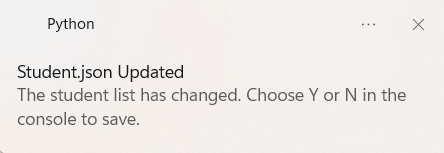 Python
Student.json Updated
The student list has changed. Choose Y or N in the
console to save.